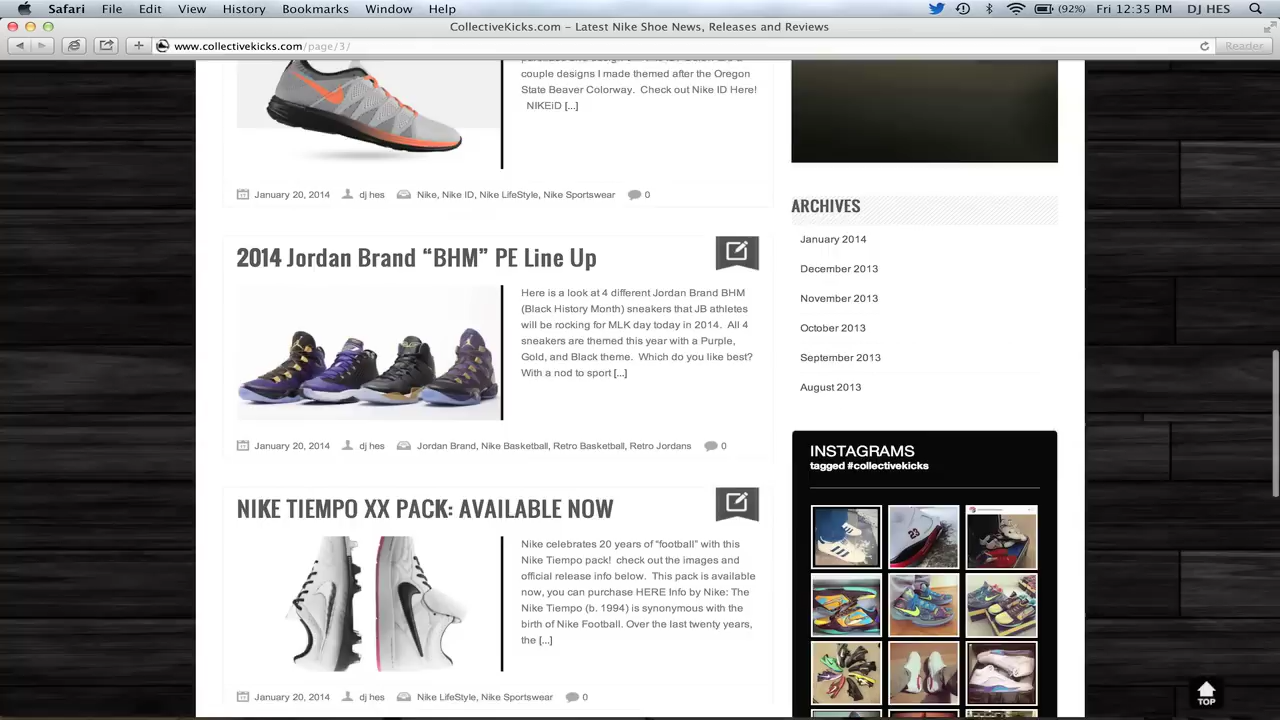 Safari File Edit View History Bookmarks Window Help (92%) Fri 12:35 PM DJ HES
CollectiveKicks.com – Latest Nike Shoe News, Releases and Reviews
www.collectivekicks.com/page/3/ Reader
couple designs I made themed after the Oregon
State Beaver Colorway. Check out Nike ID Here!
NIKEiD [...]
January 20, 2014 dj hes Nike, Nike ID, Nike LifeStyle, Nike Sportswear 0
2014 Jordan Brand “BHM” PE Line Up
Here is a look at 4 different Jordan Brand BHM
(Black History Month) sneakers that JB athletes
will be rocking for MLK day today in 2014. All 4
sneakers are themed this year with a Purple,
Gold, and Black theme. Which do you like best?
With a nod to sport [...]
January 20, 2014 dj hes Jordan Brand, Nike Basketball, Retro Basketball, Retro Jordans 0
NIKE TIEMPO XX PACK: AVAILABLE NOW
Nike celebrates 20 years of “football” with this
Nike Tiempo pack! check out the images and
official release info below. This pack is available
now, you can purchase HERE Info by Nike: The
Nike Tiempo (b. 1994) is synonymous with the
birth of Nike Football. Over the last twenty years,
the [...]
January 20, 2014 dj hes Nike LifeStyle, Nike Sportswear 0
ARCHIVES
January 2014
December 2013
November 2013
October 2013
September 2013
August 2013
INSTAGRAMS
tagged #collectivekicks
23
TOP